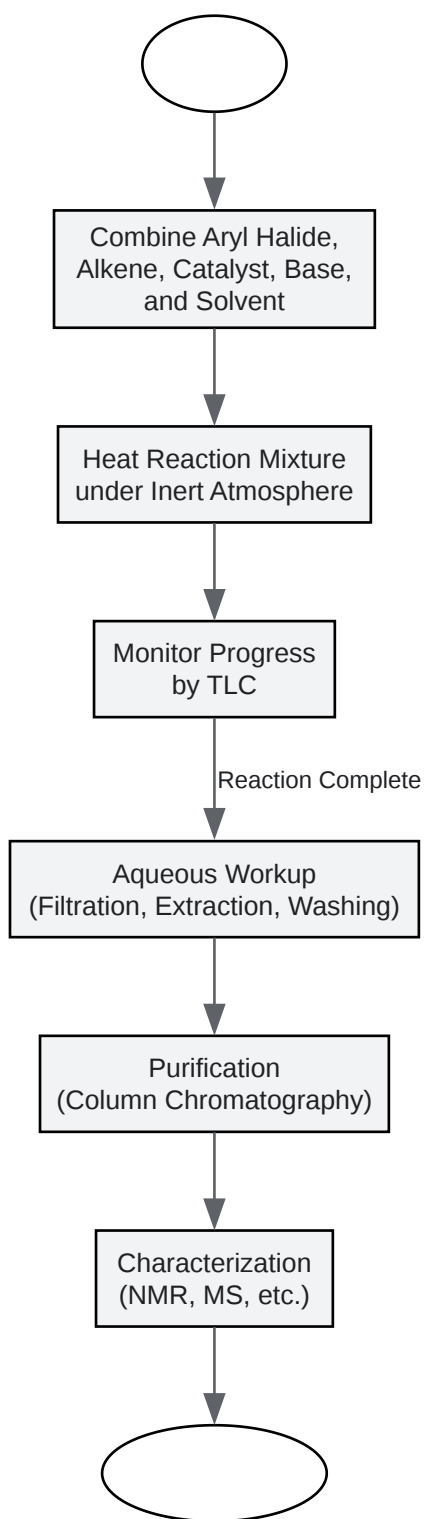 Combine Aryl Halide,
Alkene, Catalyst, Base,
and Solvent
Heat Reaction Mixture
under Inert Atmosphere
Monitor Progress
by TLC
Reaction Complete
Aqueous Workup
(Filtration, Extraction, Washing)
Purification
(Column Chromatography)
Characterization
(NMR, MS, etc.)